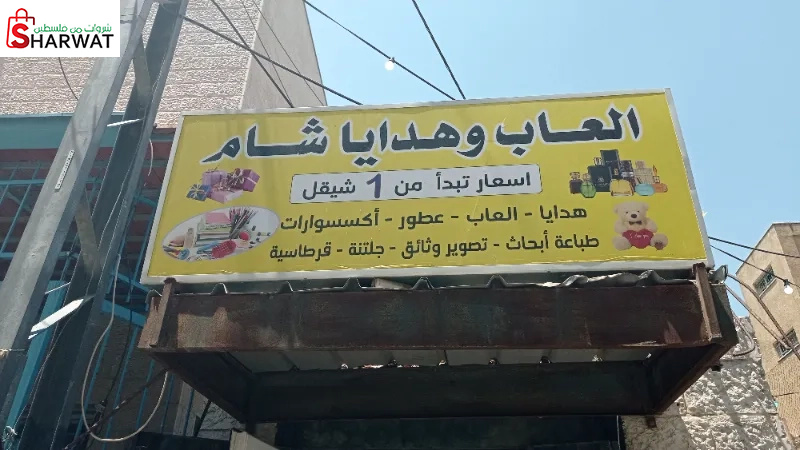 شروات من فلسطين
SHARWAT
العاب وهدايا شام
اسعار تبدأ من 1 شيقل
هدايا - العاب - عطور - أكسسوارات
طباعة أبحاث - تصوير وثائق - جلتنة - قرطاسية